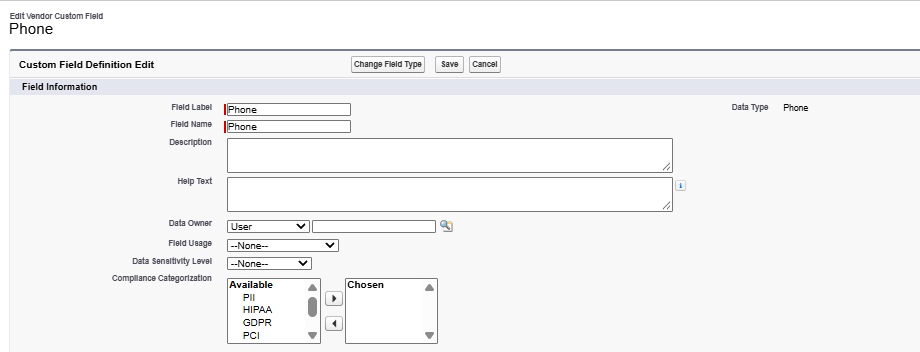 Edit Vendor Custom Field
Phone
Custom Field Definition Edit Change Field Type Save Cancel
Field Information
Field Label Phone Data Type Phone
Field Name Phone
Description
Help Text i
Data Owner User
Field Usage --None--
Data Sensitivity Level --None--
Compliance Categorization Available Chosen
PII
HIPAA
GDPR
PCI